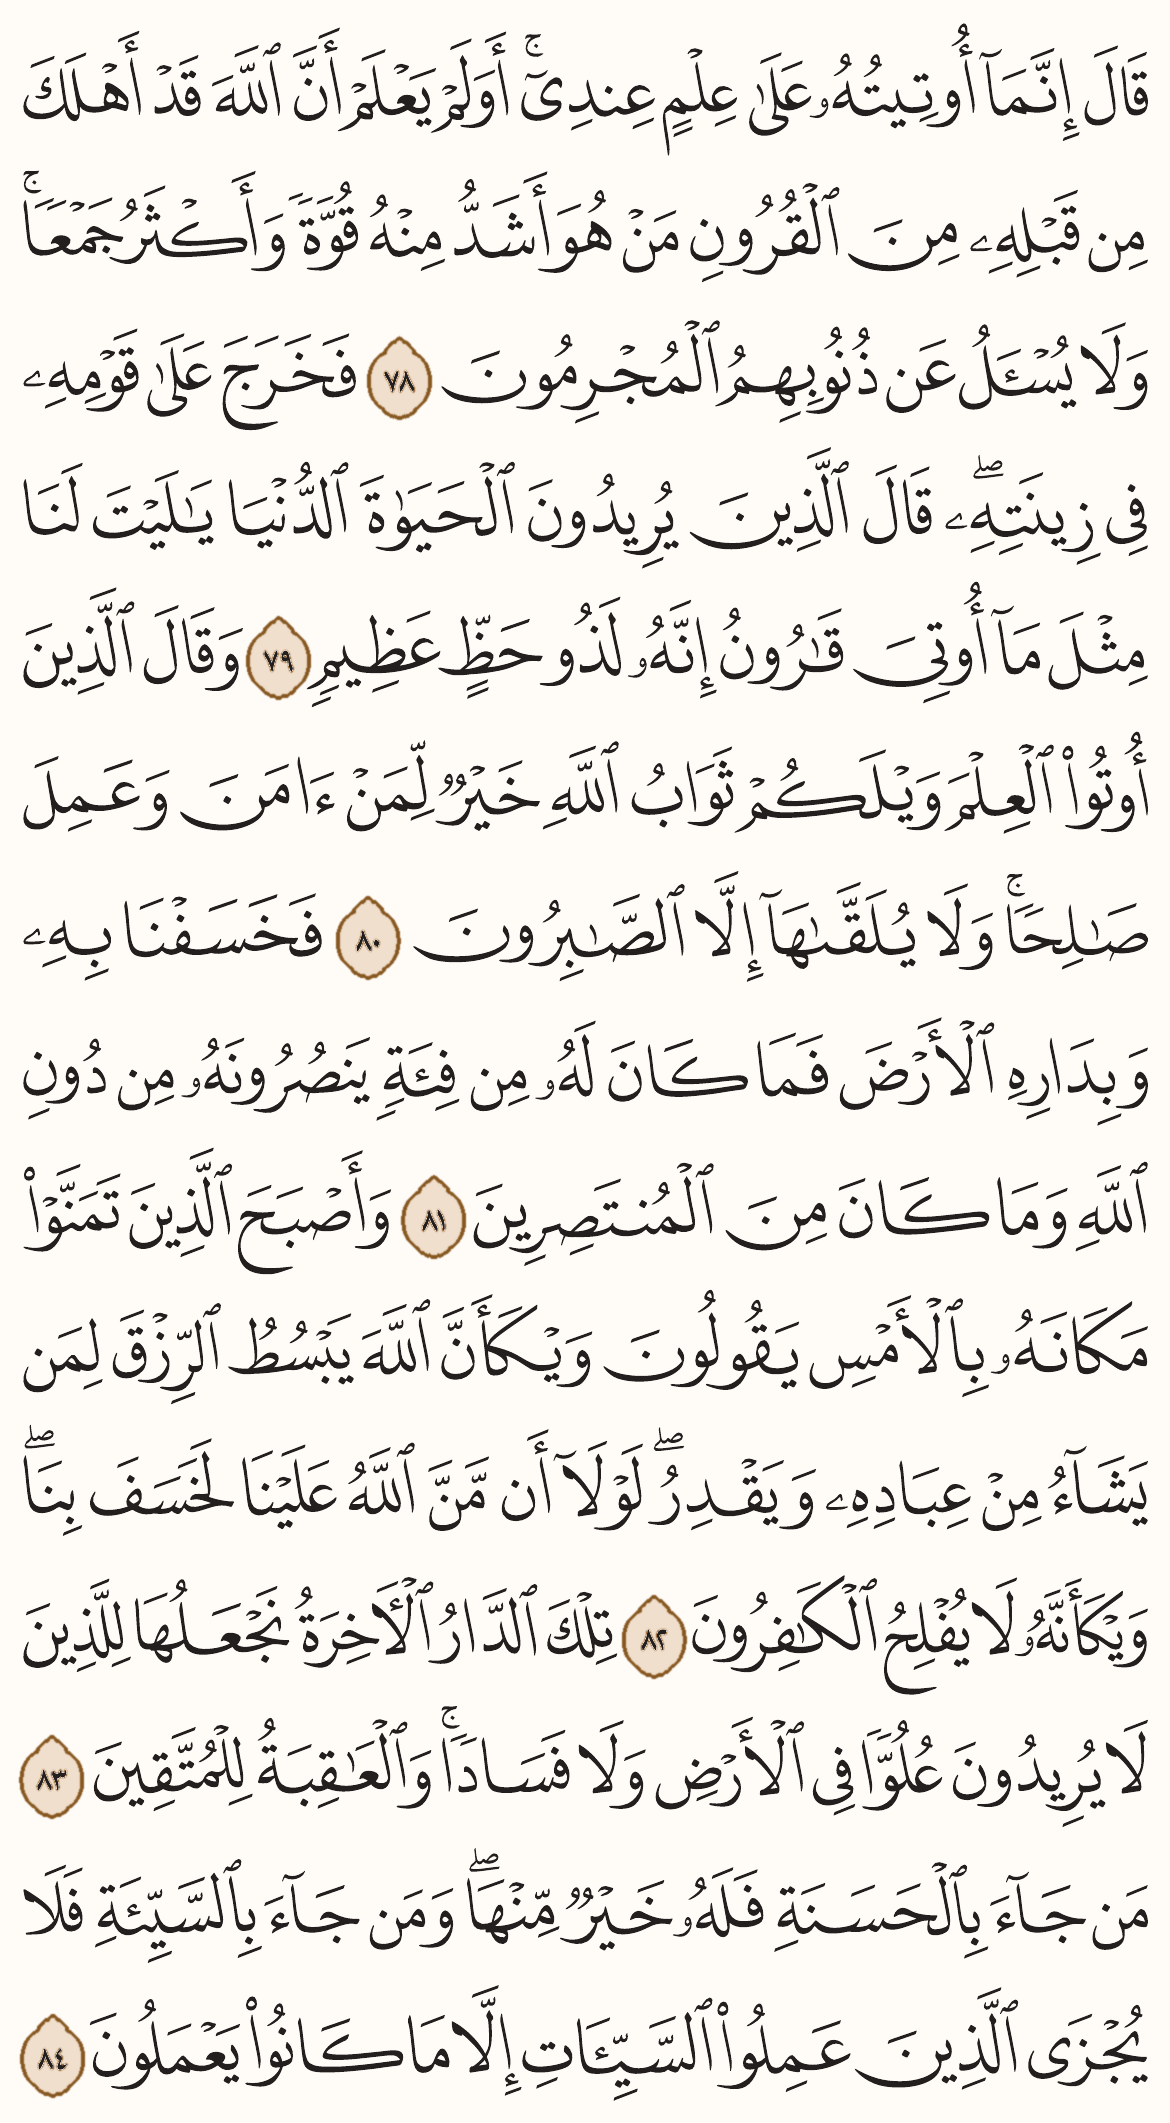 قَالَ إِنَّمَآ أُوتِيتُهُۥ عَلَىٰ عِلْمٍ عِندِىٓ ۚ أَوَلَمْ يَعْلَمْ أَنَّ ٱللَّهَ قَدْ أَهْلَكَ
مِن قَبْلِهِۦ مِنَ ٱلْقُرُونِ مَنْ هُوَ أَشَدُّ مِنْهُ قُوَّةً وَأَكْثَرُ جَمْعًا ۚ
وَلَا يُسْـَٔلُ عَن ذُنُوبِهِمُ ٱلْمُجْرِمُونَ ٧٨ فَخَرَجَ عَلَىٰ قَوْمِهِۦ
فِى زِينَتِهِۦ ۖ قَالَ ٱلَّذِينَ يُرِيدُونَ ٱلْحَيَوٰةَ ٱلدُّنْيَا يَـٰلَيْتَ لَنَا
مِثْلَ مَآ أُوتِىَ قَـٰرُونُ إِنَّهُۥ لَذُو حَظٍّ عَظِيمٍ ٧٩ وَقَالَ ٱلَّذِينَ
أُوتُوا۟ ٱلْعِلْمَ وَيْلَكُمْ ثَوَابُ ٱللَّهِ خَيْرٌ لِّمَنْ ءَامَنَ وَعَمِلَ
صَـٰلِحًا ۚ وَلَا يُلَقَّىٰهَآ إِلَّا ٱلصَّـٰبِرُونَ ٨٠ فَخَسَفْنَا بِهِۦ
وَبِدَارِهِ ٱلْأَرْضَ فَمَا كَانَ لَهُۥ مِن فِئَةٍ يَنصُرُونَهُۥ مِن دُونِ
ٱللَّهِ وَمَا كَانَ مِنَ ٱلْمُنتَصِرِينَ ٨١ وَأَصْبَحَ ٱلَّذِينَ تَمَنَّوْا۟
مَكَانَهُۥ بِٱلْأَمْسِ يَقُولُونَ وَيْكَأَنَّ ٱللَّهَ يَبْسُطُ ٱلرِّزْقَ لِمَن
يَشَآءُ مِنْ عِبَادِهِۦ وَيَقْدِرُ ۖ لَوْلَآ أَن مَّنَّ ٱللَّهُ عَلَيْنَا لَخَسَفَ بِنَا ۖ
وَيْكَأَنَّهُۥ لَا يُفْلِحُ ٱلْكَـٰفِرُونَ ٨٢ تِلْكَ ٱلدَّارُ ٱلْـَٔاخِرَةُ نَجْعَلُهَا لِلَّذِينَ
لَا يُرِيدُونَ عُلُوًّا فِى ٱلْأَرْضِ وَلَا فَسَادًا ۚ وَٱلْعَـٰقِبَةُ لِلْمُتَّقِينَ ٨٣
مَن جَآءَ بِٱلْحَسَنَةِ فَلَهُۥ خَيْرٌ مِّنْهَا ۖ وَمَن جَآءَ بِٱلسَّيِّئَةِ فَلَا
يُجْزَى ٱلَّذِينَ عَمِلُوا۟ ٱلسَّيِّـَٔاتِ إِلَّا مَا كَانُوا۟ يَعْمَلُونَ ٨٤